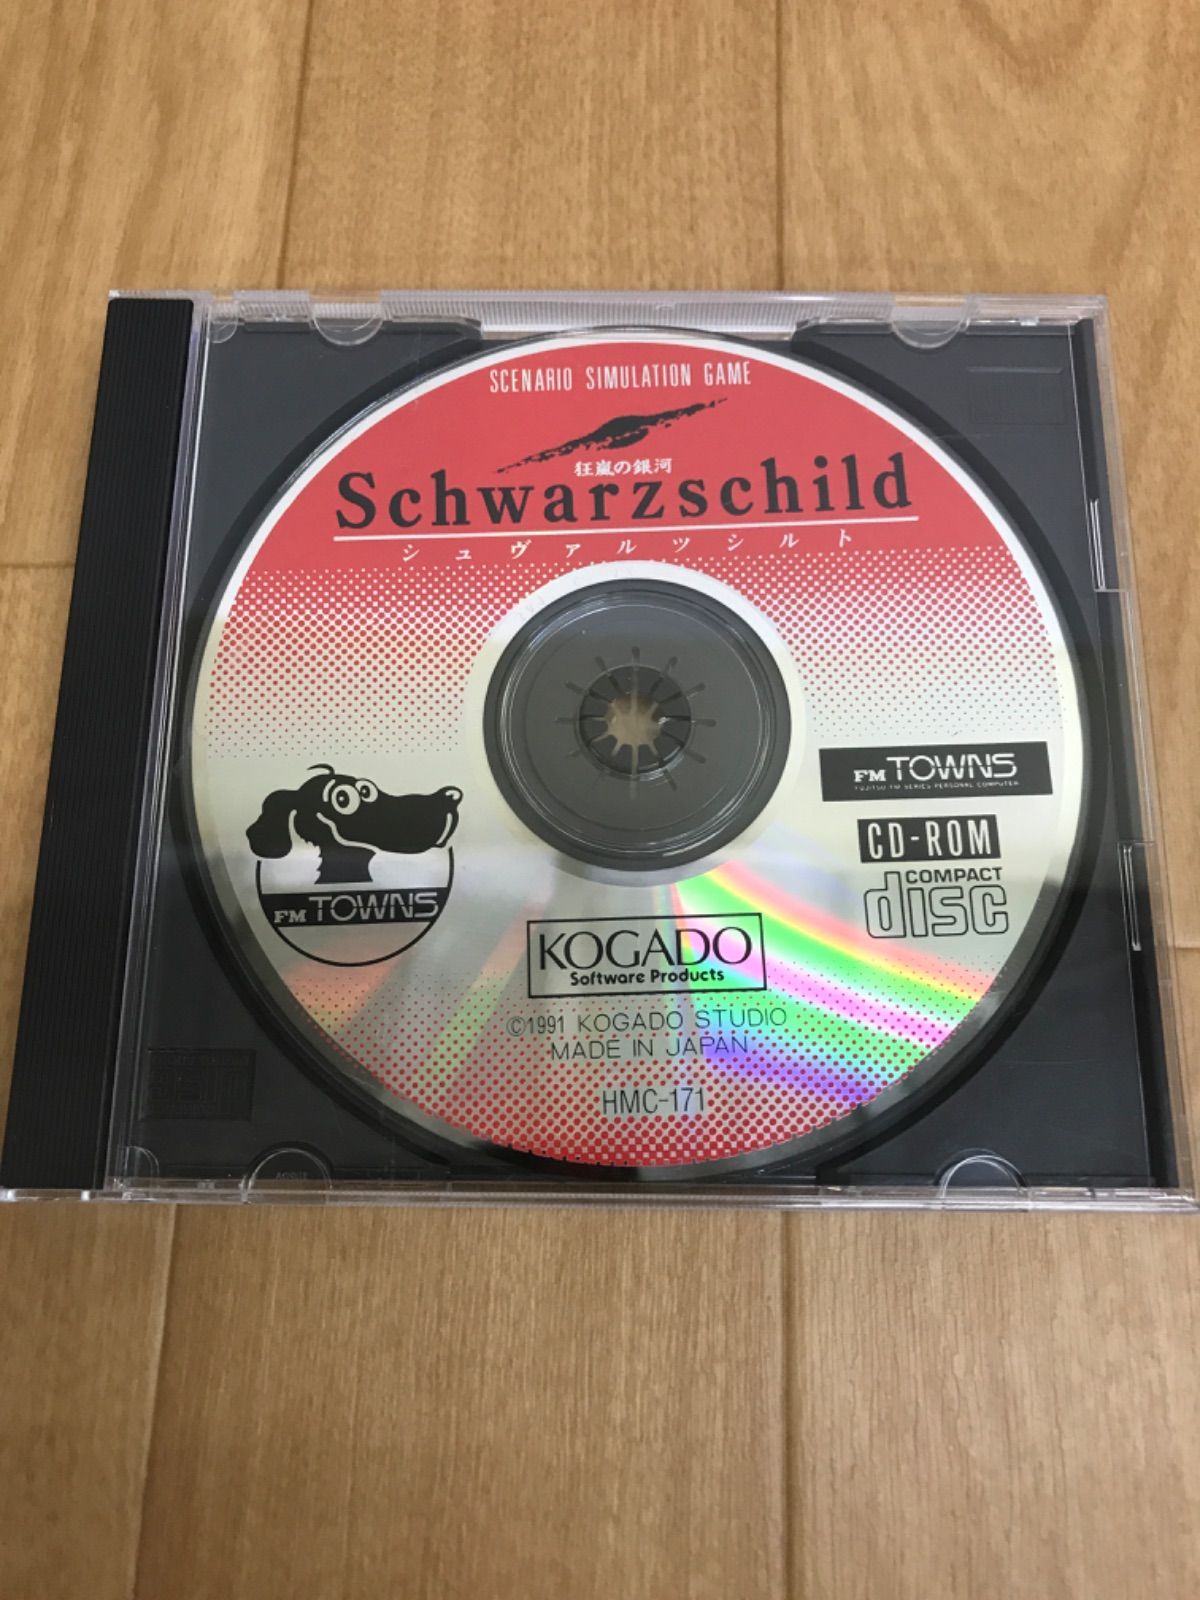 SCENARIO SIMULATION GAME
狂嵐の銀河
Schwarzschild
シュヴァルツシルト
FM TOWNS
FUJITSU FM SERIES PERSONAL COMPUTER
CD-ROM
COMPACT
disc
FM TOWNS
KOGADO
Software Products
©1991 KOGADO STUDIO
MADE IN JAPAN
HMC-171